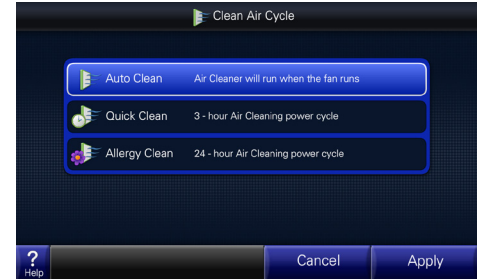 Clean Air Cycle
Auto Clean Air Cleaner will run when the fan runs
Quick Clean 3 - hour Air Cleaning power cycle
Allergy Clean 24 - hour Air Cleaning power cycle
? Help Cancel Apply